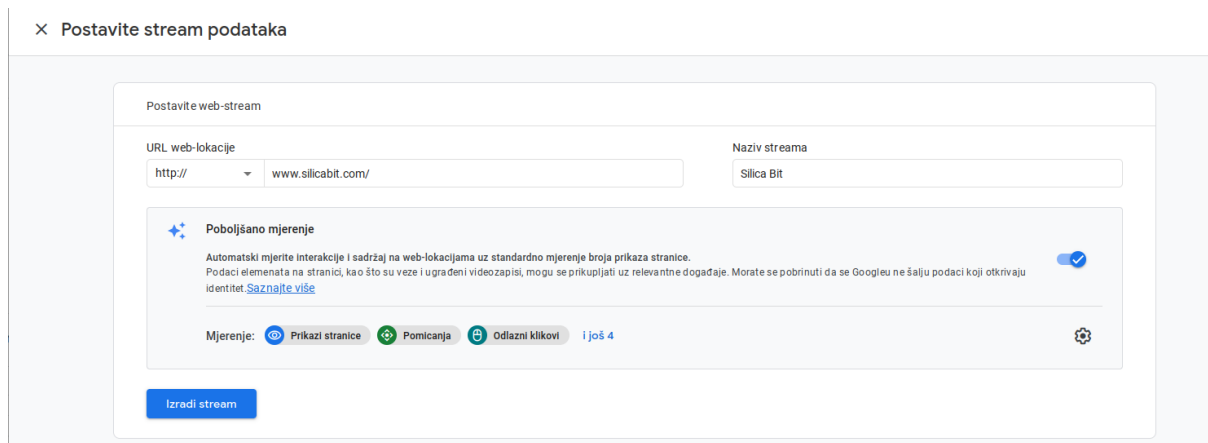 Postavite stream podataka
Postavite web-stream
URL web-lokacije
Naziv streama
http://
www.silicabit.com/
Silica Bit
Poboljšano mjerenje
Automatski mjerite interakcije i sadržaj na web-lokacijama uz standardno mjerenje broja prikaza stranice.
Podaci elemenata na stranici, kao što su veze i ugrađeni videozapisi, mogu se prikupljati uz relevantne događaje. Morate se pobrinuti da se Googleu ne šalju podaci koji otkrivaju
identitet.Saznajte više
Mjerenje: Prikazi stranice Pomicanja Odlazni klikovi i još 4
Izradi stream